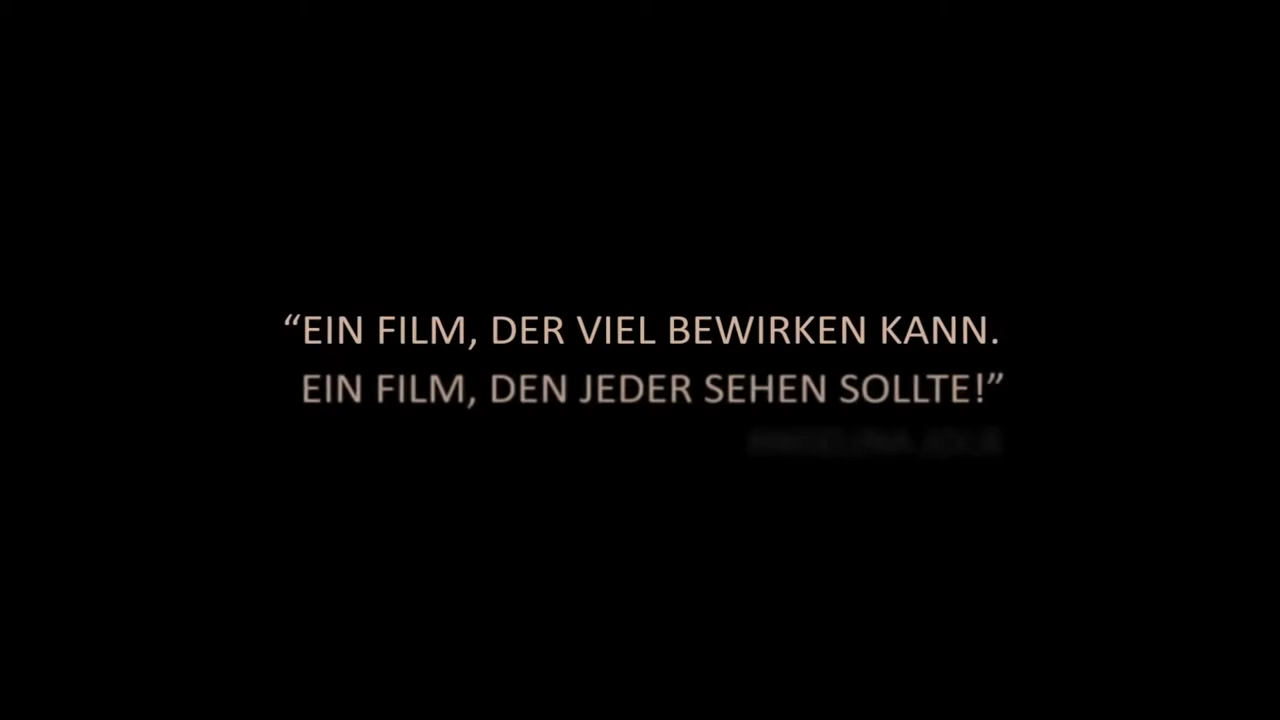 “EIN FILM, DER VIEL BEWIRKEN KANN.
EIN FILM, DEN JEDER SEHEN SOLLTE!”